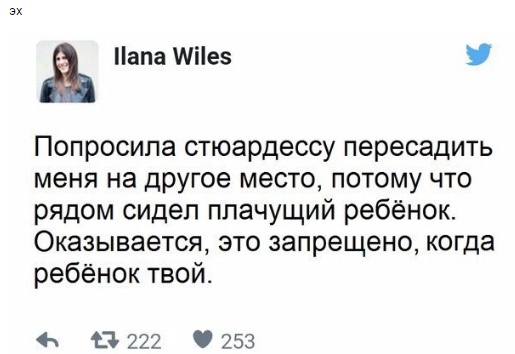 эх
Ilana Wiles
Попросила стюардессу пересадить
меня на другое место, потому что
рядом сидел плачущий ребёнок.
Оказывается, это запрещено, когда
ребёнок твой.
222 253